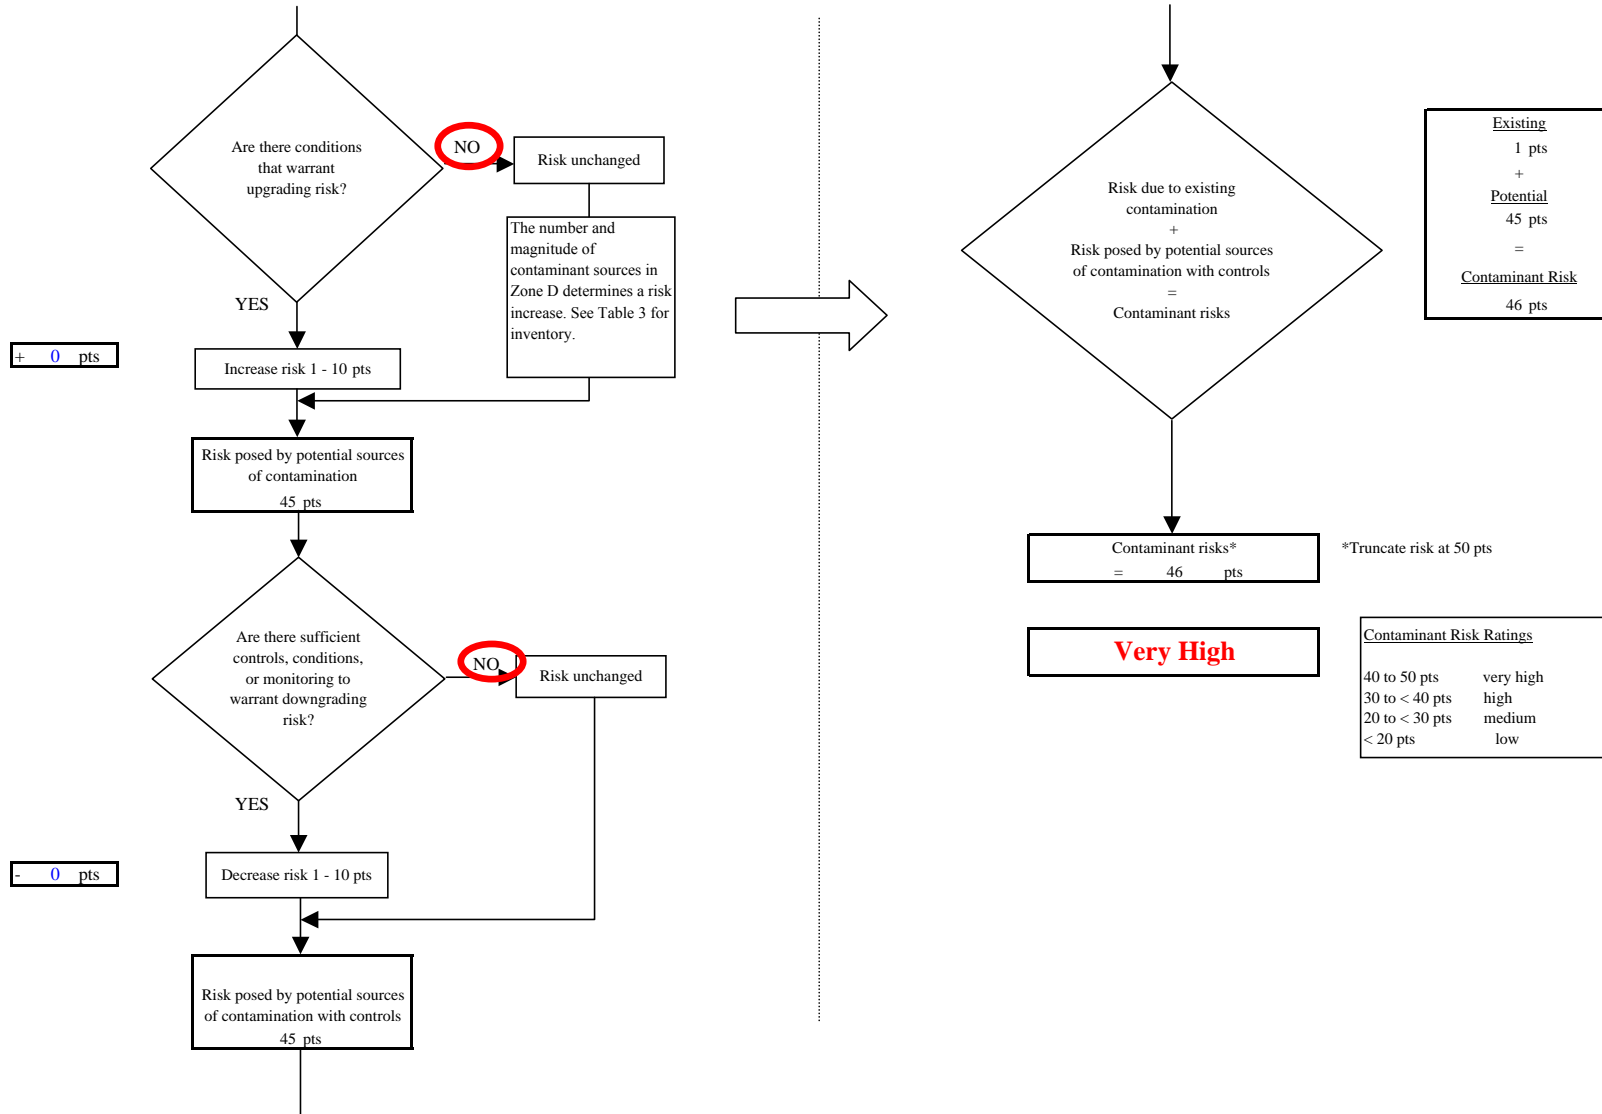 Are there conditions
that warrant
upgrading risk?
NO
Risk unchanged
The number and
magnitude of
contaminant sources in
Zone D determines a risk
increase. See Table 3 for
inventory.
YES
+ 0 pts
Increase risk 1 - 10 pts
Risk posed by potential sources
of contamination
45 pts
Are there sufficient
controls, conditions,
or monitoring to
warrant downgrading
risk?
NO
Risk unchanged
YES
- 0 pts
Decrease risk 1 - 10 pts
Risk posed by potential sources
of contamination with controls
45 pts
Risk due to existing
contamination
+
Risk posed by potential sources
of contamination with controls
=
Contaminant risks
Existing
1 pts
+
Potential
45 pts
=
Contaminant Risk
46 pts
Contaminant risks*
= 46 pts
*Truncate risk at 50 pts
Very High
Contaminant Risk Ratings
40 to 50 pts very high
30 to < 40 pts high
20 to < 30 pts medium
< 20 pts low